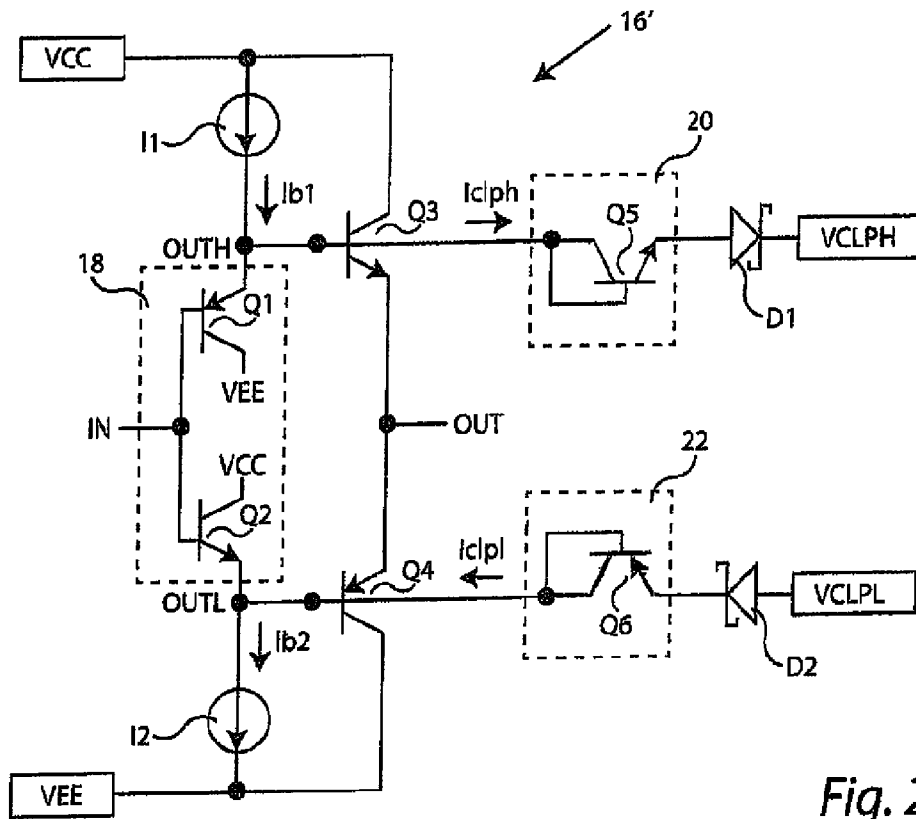 16'
VCC
I1
Ib1
Q3
Iclph
20
Q5
VCLPH
D1
OUTH
18
Q1
VEE
IN
OUT
VCC
Q2
22
Iclpl
Q4
Q6
VCLPL
D2
OUTL
Ib2
I2
VEE
Fig. 2